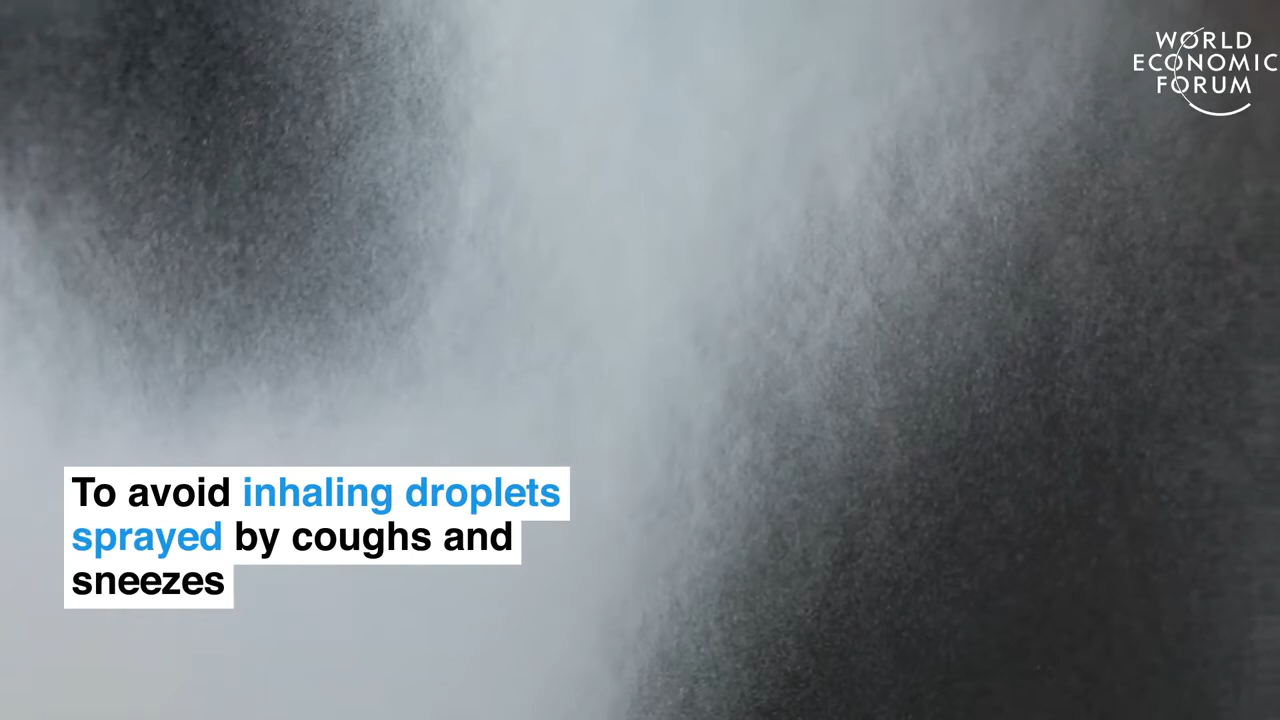 WORLD
ECONOMIC
FORUM
To avoid inhaling droplets
sprayed by coughs and
sneezes